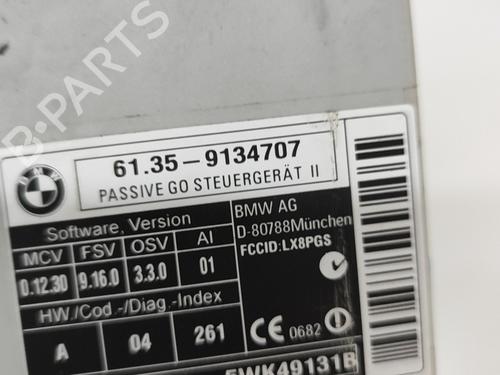 B-PARTS
61.35–9134707
PASSIVE GO STEUERGERÄT II
BMW
Software, Version
MCV FSV OSV AI
0.12.30 9.16.0 3.3.0 01
HW./Cod.-/Diag.-Index
A 04 261
BMW AG
D-80788München
FCCID:LX8PGS
CE 0682
5WK49131B